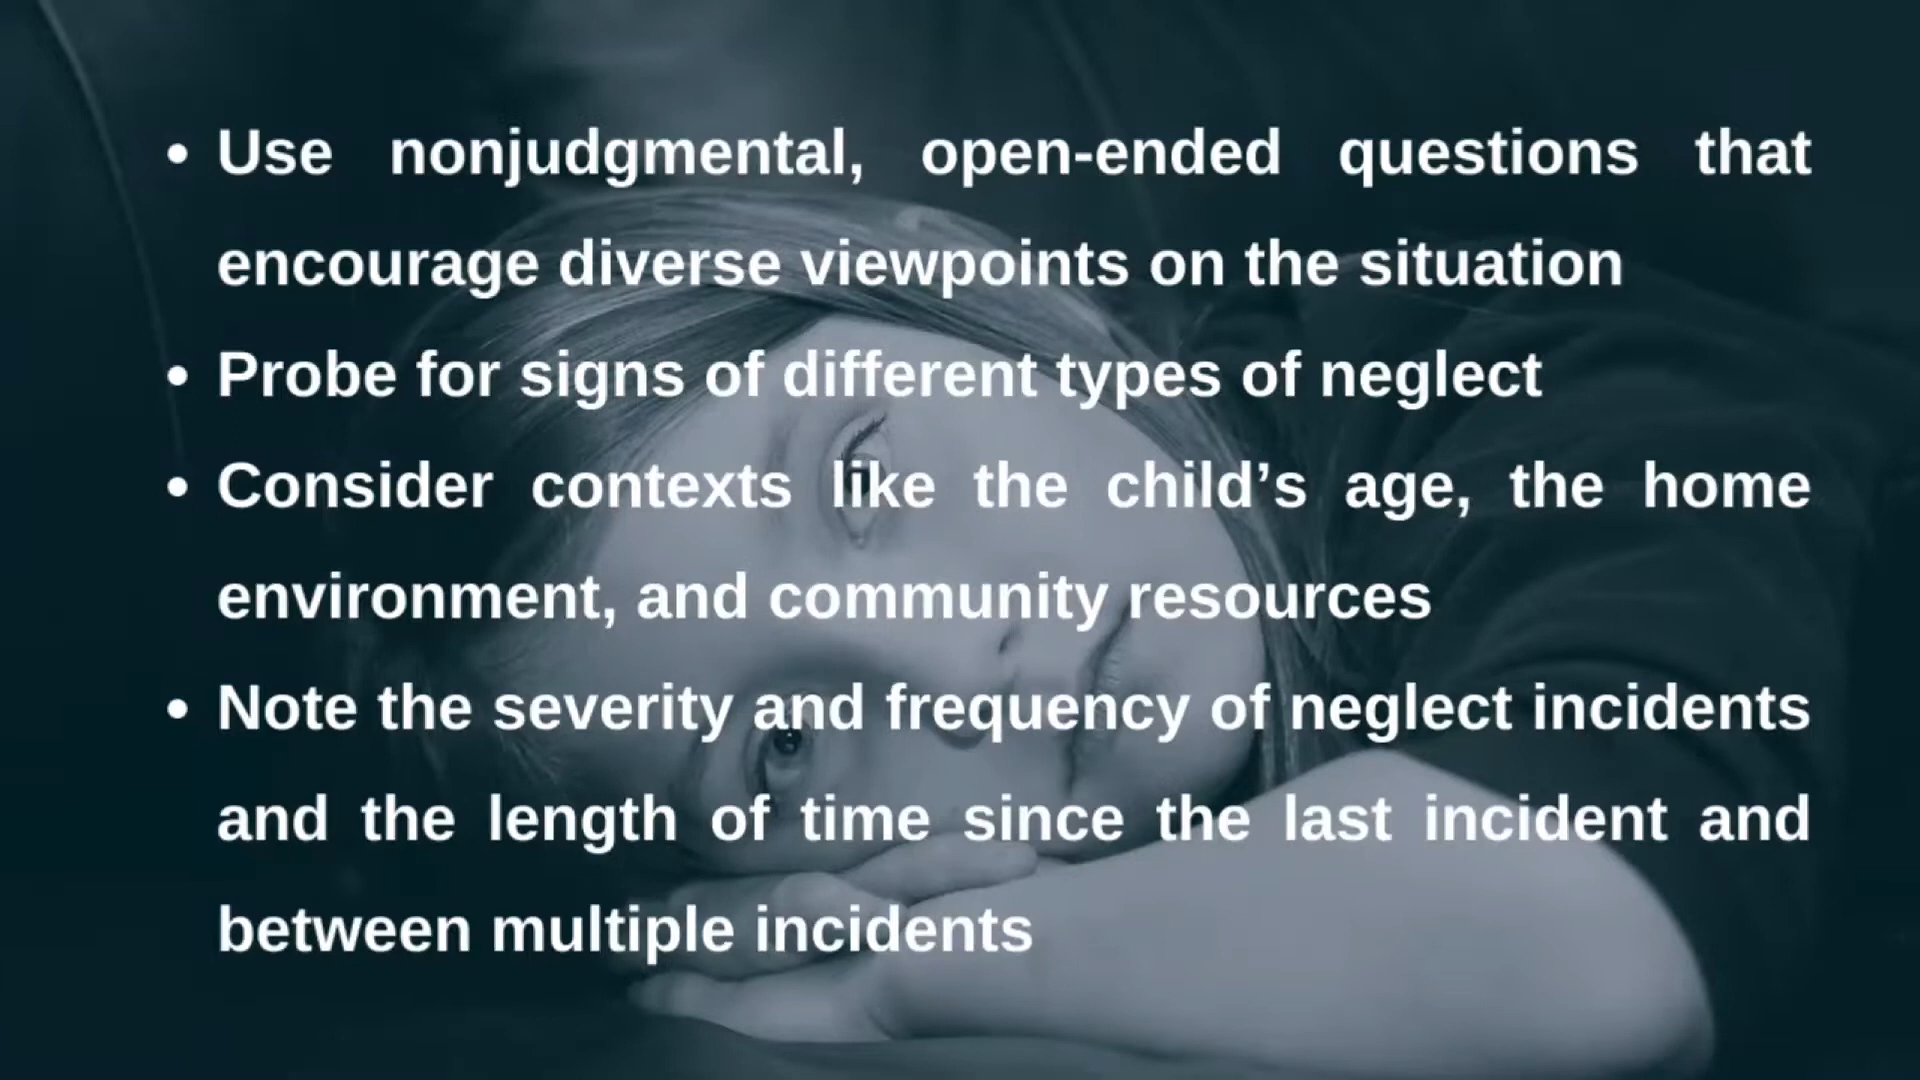 • Use nonjudgmental, open-ended questions that
encourage diverse viewpoints on the situation
• Probe for signs of different types of neglect
• Consider contexts like the child’s age, the home
environment, and community resources
• Note the severity and frequency of neglect incidents
and the length of time since the last incident and
between multiple incidents